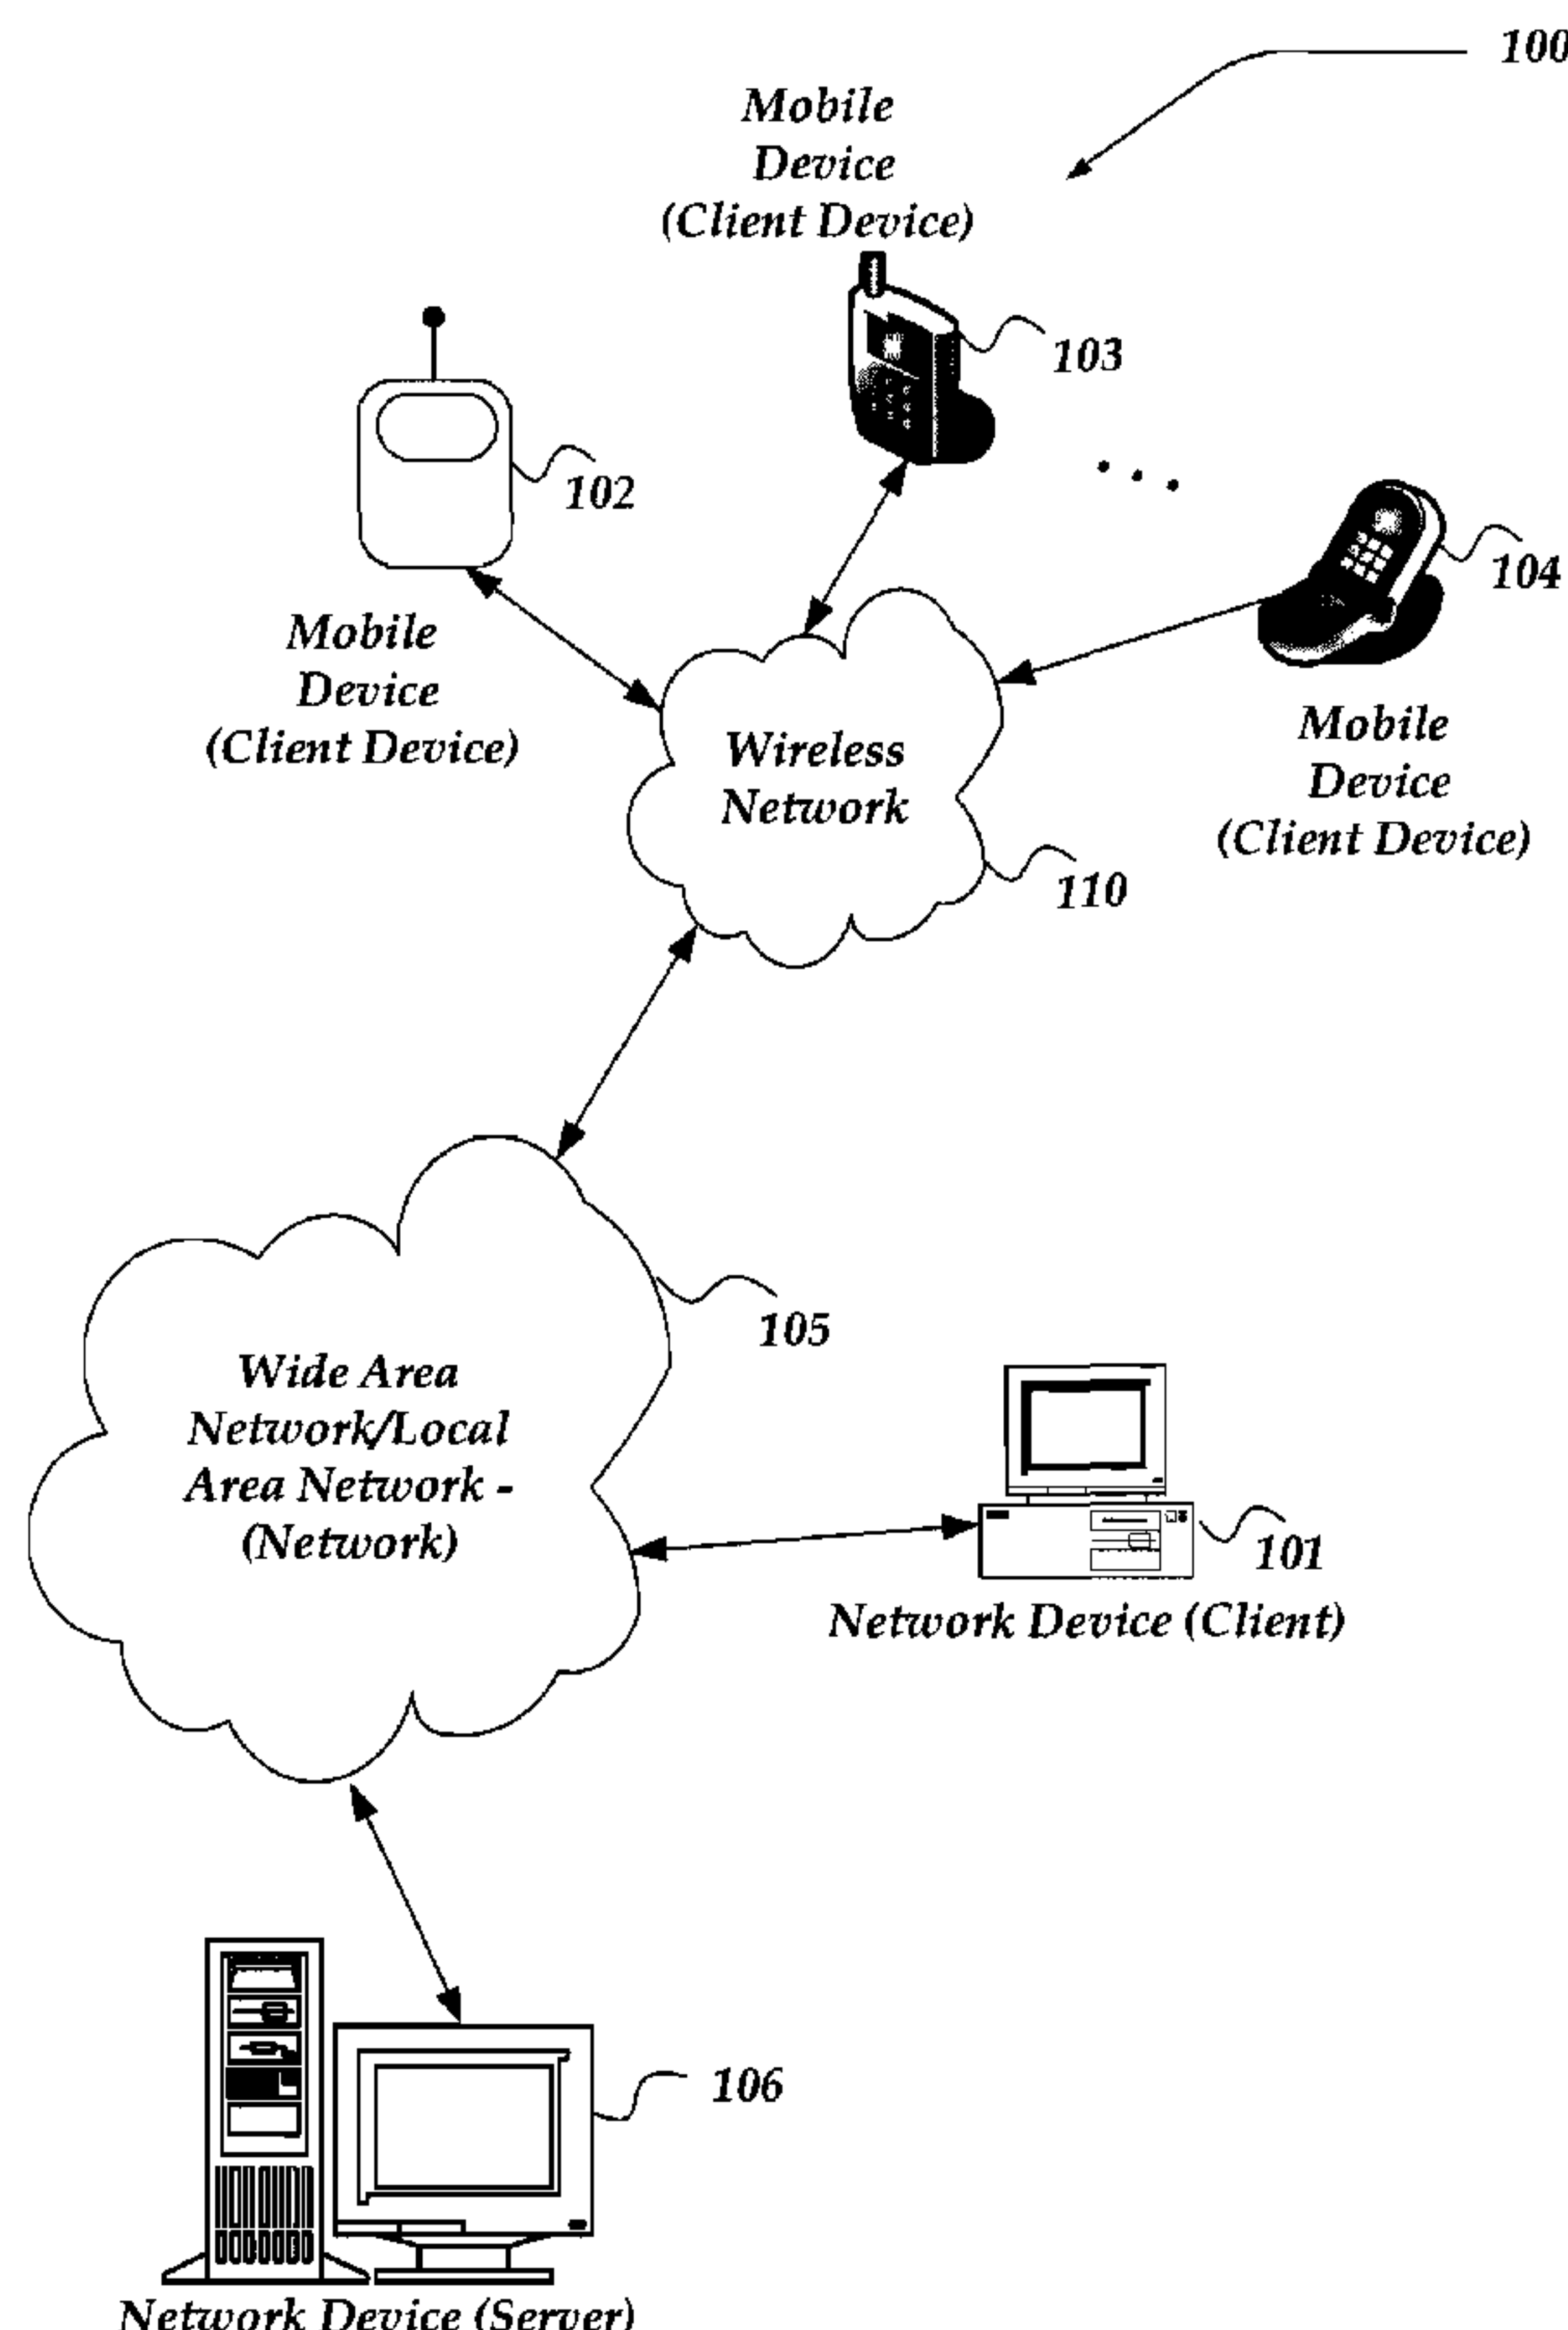 100
Mobile
Device
(Client Device)
103
102
104
Mobile
Device
(Client Device)
Mobile
Device
(Client Device)
Wireless
Network
110
105
Wide Area
Network/Local
Area Network -
(Network)
101
Network Device (Client)
106
Network Device (Server)